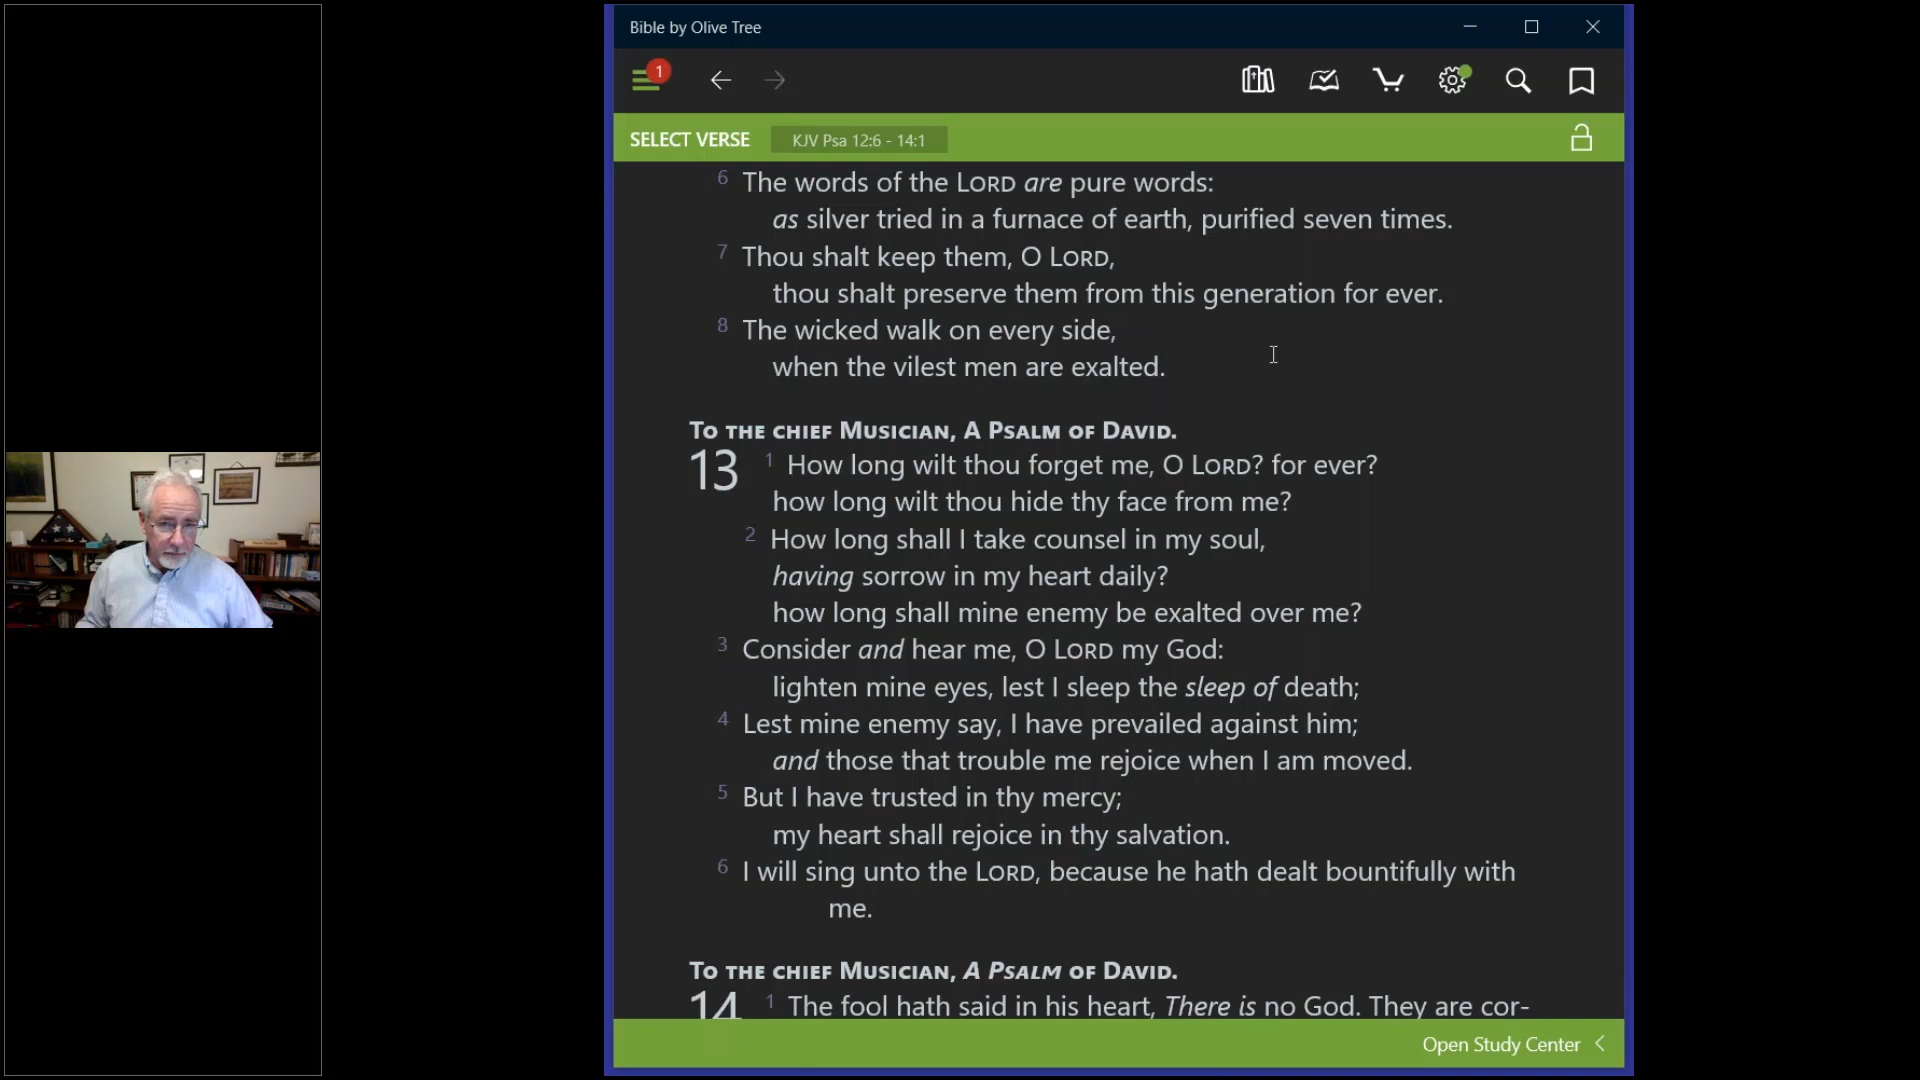 Bible by Olive Tree
1
SELECT VERSE KJV Psa 12:6 - 14:1
6 The words of the LORD are pure words:
as silver tried in a furnace of earth, purified seven times.
7 Thou shalt keep them, O LORD,
thou shalt preserve them from this generation for ever.
8 The wicked walk on every side,
when the vilest men are exalted.
TO THE CHIEF MUSICIAN, A PSALM OF DAVID.
13 1 How long wilt thou forget me, O LORD? for ever?
how long wilt thou hide thy face from me?
2 How long shall I take counsel in my soul,
having sorrow in my heart daily?
how long shall mine enemy be exalted over me?
3 Consider and hear me, O LORD my God:
lighten mine eyes, lest I sleep the sleep of death;
4 Lest mine enemy say, I have prevailed against him;
and those that trouble me rejoice when I am moved.
5 But I have trusted in thy mercy;
my heart shall rejoice in thy salvation.
6 I will sing unto the LORD, because he hath dealt bountifully with
me.
TO THE CHIEF MUSICIAN, A PSALM OF DAVID.
14 1 The fool hath said in his heart, There is no God. They are cor-
Open Study Center